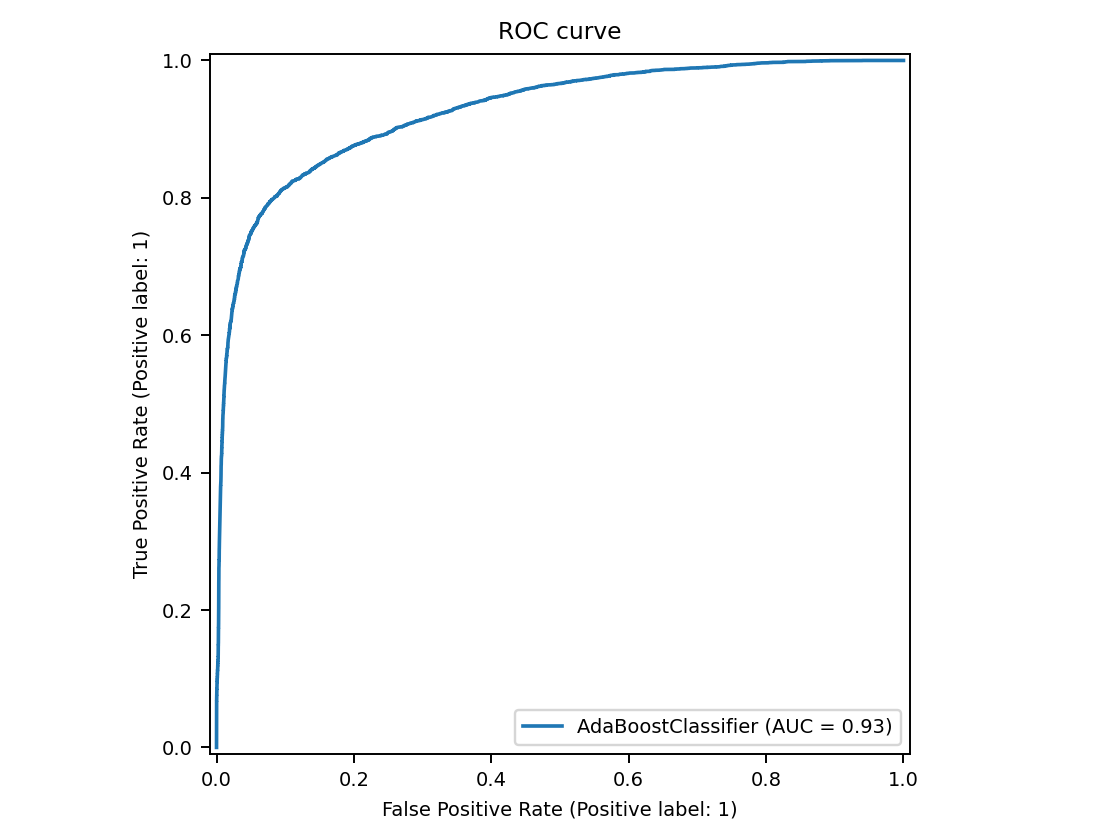 ROC curve
True Positive Rate (Positive label: 1)
1.0
0.8
0.6
0.4
0.2
0.0
AdaBoostClassifier (AUC = 0.93)
0.0 0.2 0.4 0.6 0.8 1.0
False Positive Rate (Positive label: 1)